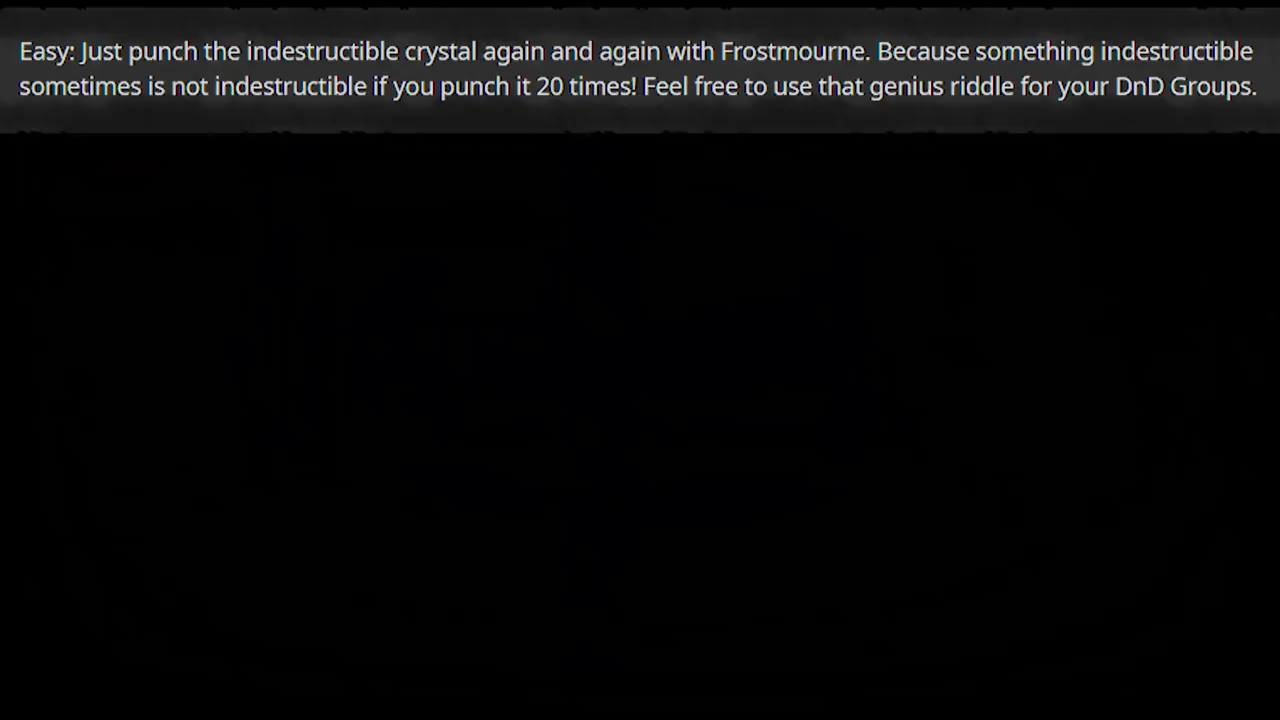 Easy: Just punch the indestructible crystal again and again with Frostmourne. Because something indestructible
sometimes is not indestructible if you punch it 20 times! Feel free to use that genius riddle for your DnD Groups.